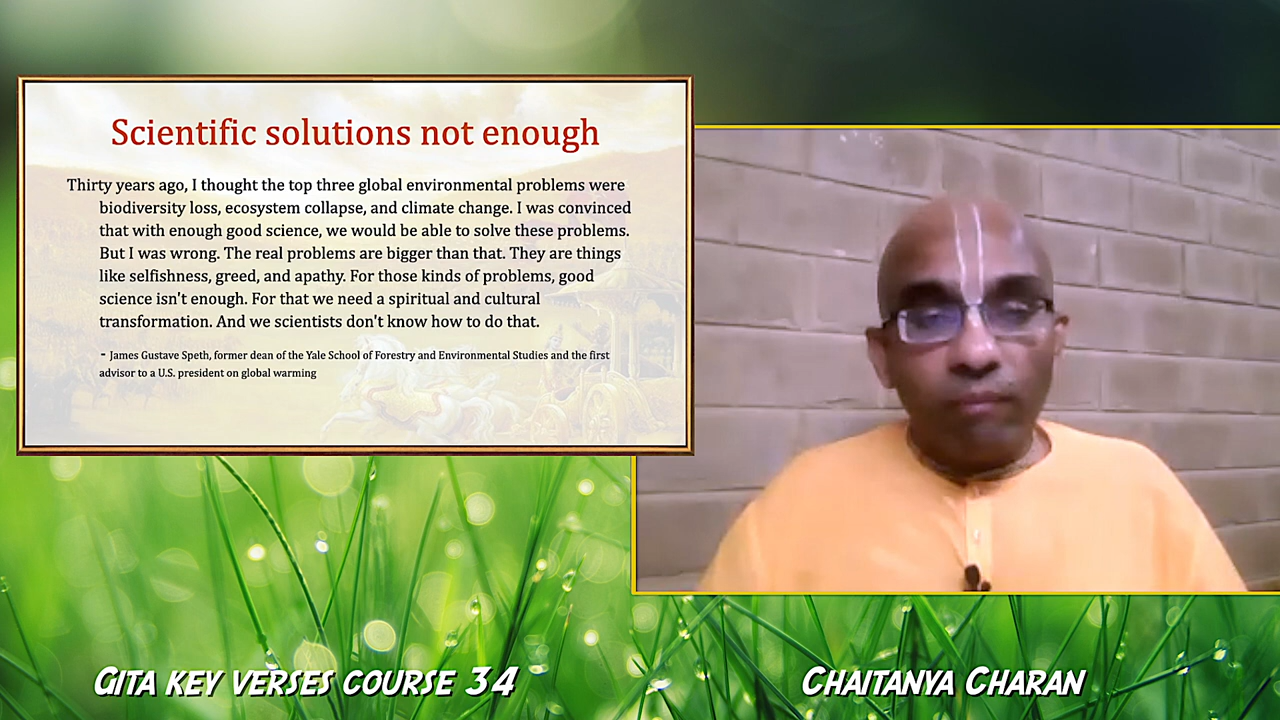 Scientific solutions not enough
Thirty years ago, I thought the top three global environmental problems were
biodiversity loss, ecosystem collapse, and climate change. I was convinced
that with enough good science, we would be able to solve these problems.
But I was wrong. The real problems are bigger than that. They are things
like selfishness, greed, and apathy. For those kinds of problems, good
science isn't enough. For that we need a spiritual and cultural
transformation. And we scientists don't know how to do that.
- James Gustave Speth, former dean of the Yale School of Forestry and Environmental Studies and the first
advisor to a U.S. president on global warming
GITA KEY VERSES COURSE 34
CHAITANYA CHARAN